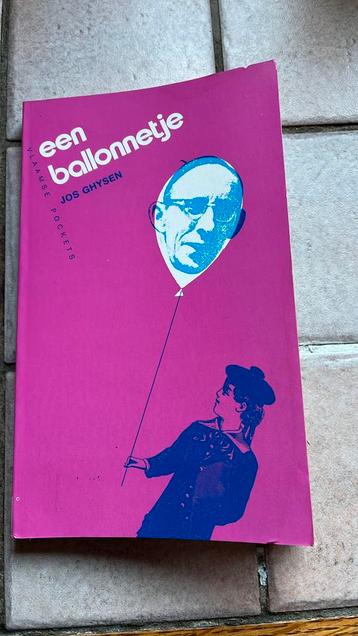 een
ballonnetje
JOS GHYSEN
VLAAMSE POCKETS